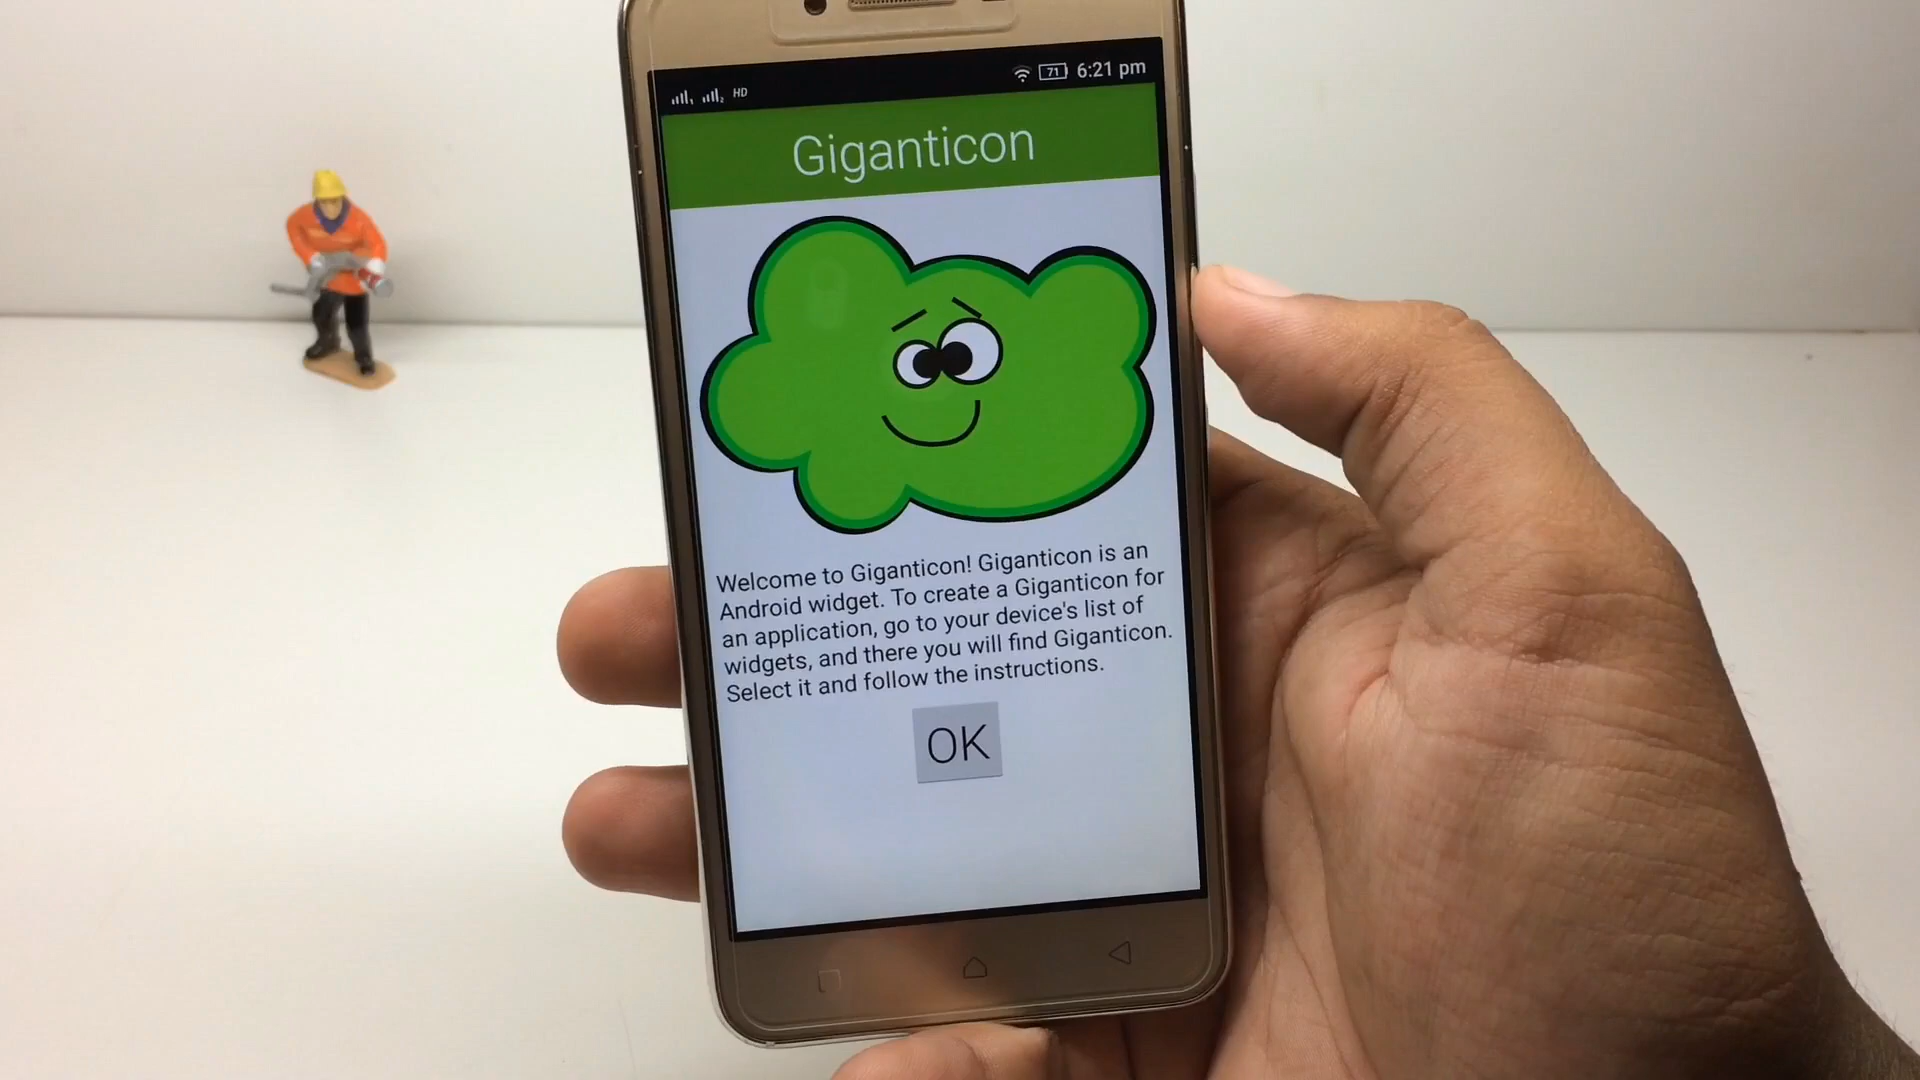 HD 71 6:21 pm
Giganticon
Welcome to Giganticon! Giganticon is an
Android widget. To create a Giganticon for
an application, go to your device's list of
widgets, and there you will find Giganticon.
Select it and follow the instructions.
OK